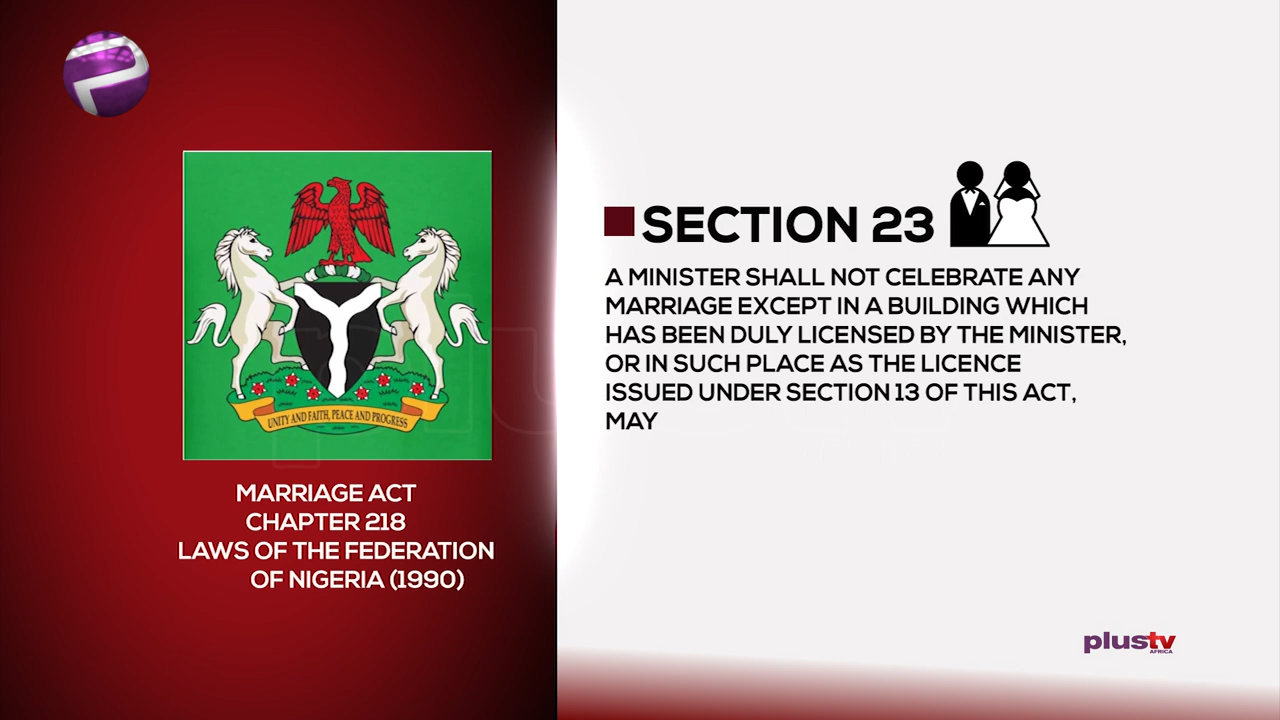 UNITY AND FAITH, PEACE AND PROGRESS
MARRIAGE ACT
CHAPTER 218
LAWS OF THE FEDERATION
OF NIGERIA (1990)
SECTION 23
A MINISTER SHALL NOT CELEBRATE ANY
MARRIAGE EXCEPT IN A BUILDING WHICH
HAS BEEN DULY LICENSED BY THE MINISTER,
OR IN SUCH PLACE AS THE LICENCE
ISSUED UNDER SECTION 13 OF THIS ACT,
MAY
plustv
AFRICA